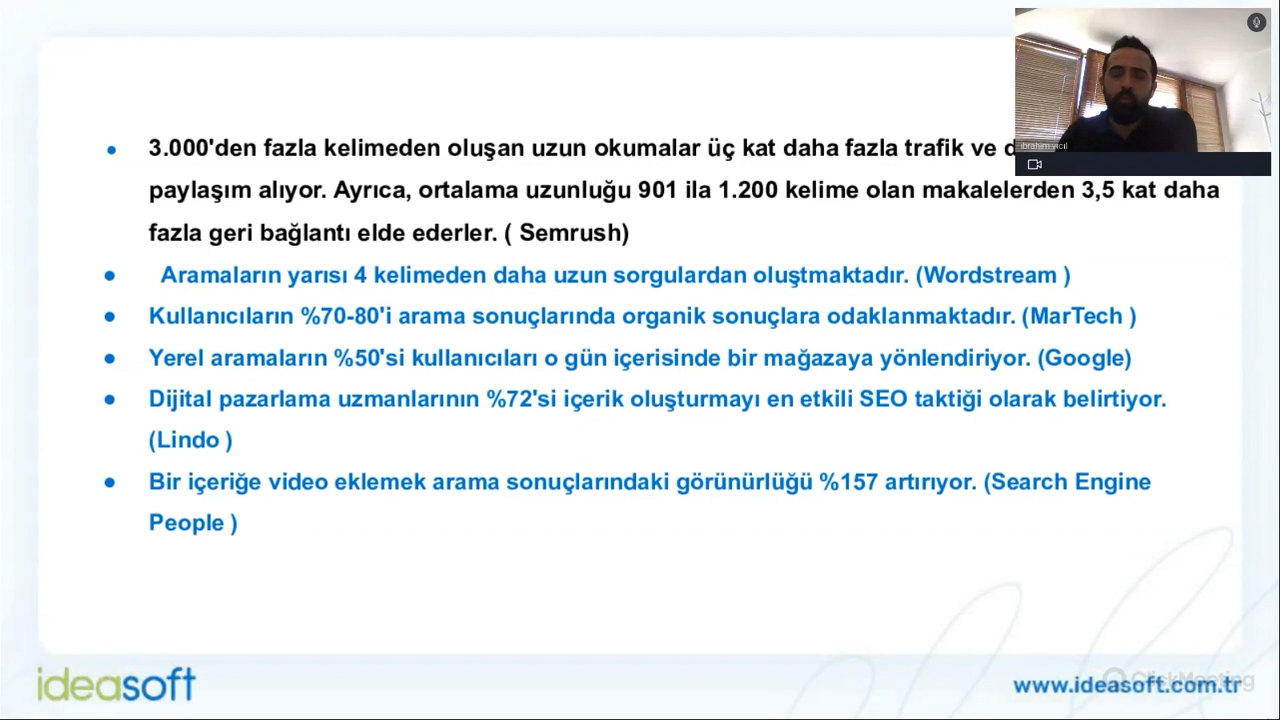 3.000'den fazla kelimeden oluşan uzun okumalar üç kat daha fazla trafik ve
paylaşım alıyor. Ayrıca, ortalama uzunluğu 901 ila 1.200 kelime olan makalelerden 3,5 kat daha
fazla geri bağlantı elde ederler. ( Semrush)
Aramaların yarısı 4 kelimeden daha uzun sorgulardan oluştmaktadır. (Wordstream )
Kullanıcıların %70-80'i arama sonuçlarında organik sonuçlara odaklanmaktadır. (MarTech )
Yerel aramaların %50'si kullanıcıları o gün içerisinde bir mağazaya yönlendiriyor. (Google)
Dijital pazarlama uzmanlarının %72'si içerik oluşturmayı en etkili SEO taktiği olarak belirtiyor.
(Lindo )
Bir içeriğe video eklemek arama sonuçlarındaki görünürlüğü %157 artırıyor. (Search Engine
People )
ibrahim yicil
ideasoft
www.ideasoft.com.tr
ClickMeeting